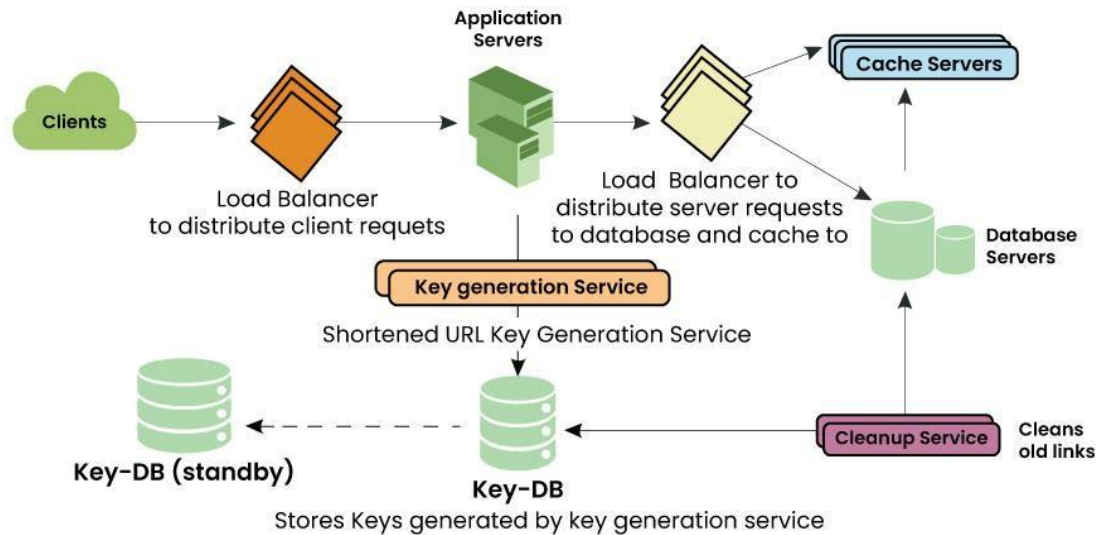 Application
Servers
Cache Servers
Clients
Load Balancer
to distribute client requets
Load Balancer to
distribute server requests
to database and cache to
Database
Servers
Key generation Service
Shortened URL Key Generation Service
Cleanup Service
Cleans
old links
Key-DB (standby)
Key-DB
Stores Keys generated by key generation service